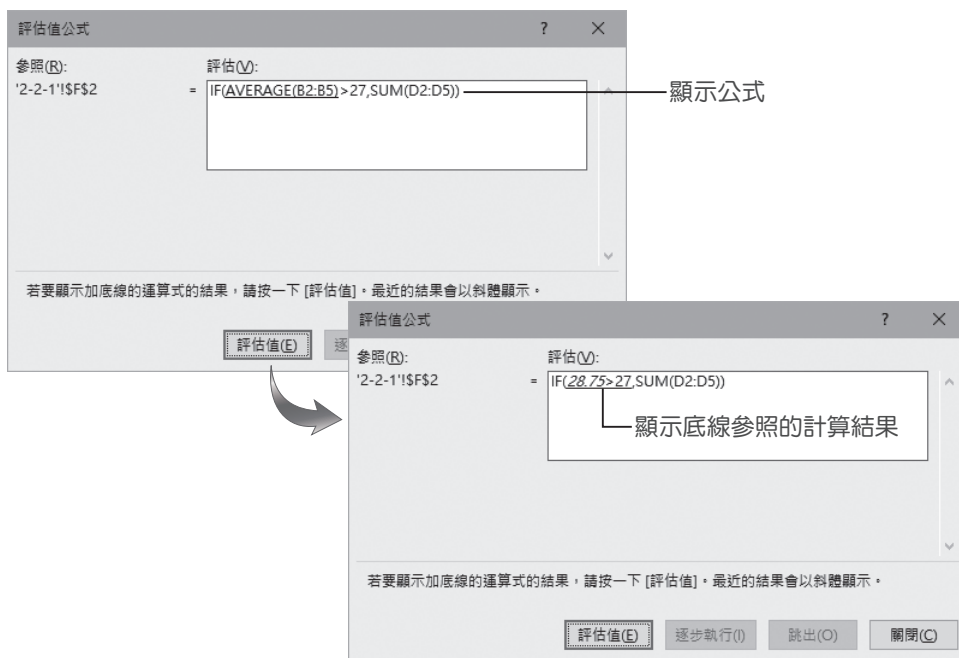 評估值公式 ?
參照(R): 評估(V):
'2-2-1'!$F$2 = IF(AVERAGE(B2:B5)>27,SUM(D2:D5))
顯示公式
若要顯示加底線的運算式的結果，請按一下 [評估值]。最近的結果會以斜體顯示。
評估值(E) 逐
評估值公式 ?
參照(R): 評估(V):
'2-2-1'!$F$2 = IF(28.75>27,SUM(D2:D5))
顯示底線參照的計算結果
若要顯示加底線的運算式的結果，請按一下 [評估值]。最近的結果會以斜體顯示。
評估值(E) 逐步執行(I) 跳出(O) 關閉(C)